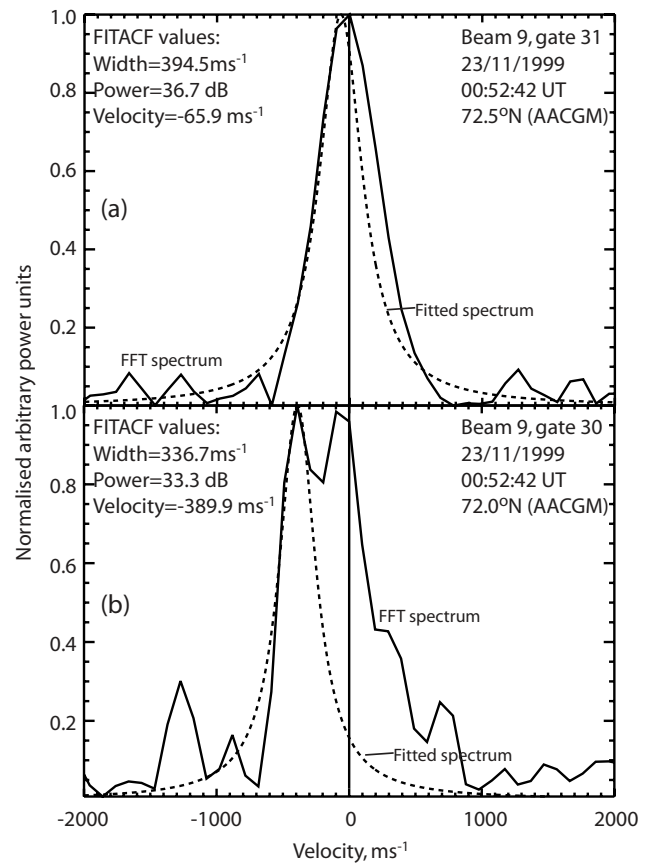 Normalised arbitrary power units
1.0
0.8
0.6
0.4
0.2
FITACF values:
Width=394.5ms⁻¹
Power=36.7 dB
Velocity=-65.9 ms⁻¹
Beam 9, gate 31
23/11/1999
00:52:42 UT
72.5ᵒN (AACGM)
(a)
Fitted spectrum
FFT spectrum
1.0
0.8
0.6
0.4
0.2
FITACF values:
Width=336.7ms⁻¹
Power=33.3 dB
Velocity=-389.9 ms⁻¹
Beam 9, gate 30
23/11/1999
00:52:42 UT
72.0ᵒN (AACGM)
(b)
FFT spectrum
Fitted spectrum
-2000 -1000 0 1000 2000
Velocity, ms⁻¹